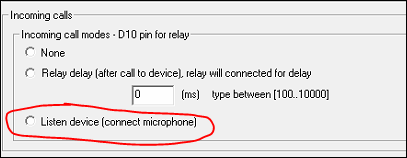 Incoming calls
Incoming call modes - D10 pin for relay
None
Relay delay (after call to device), relay will connected for delay
0 (ms) type between [100..10000]
Listen device (connect microphone)